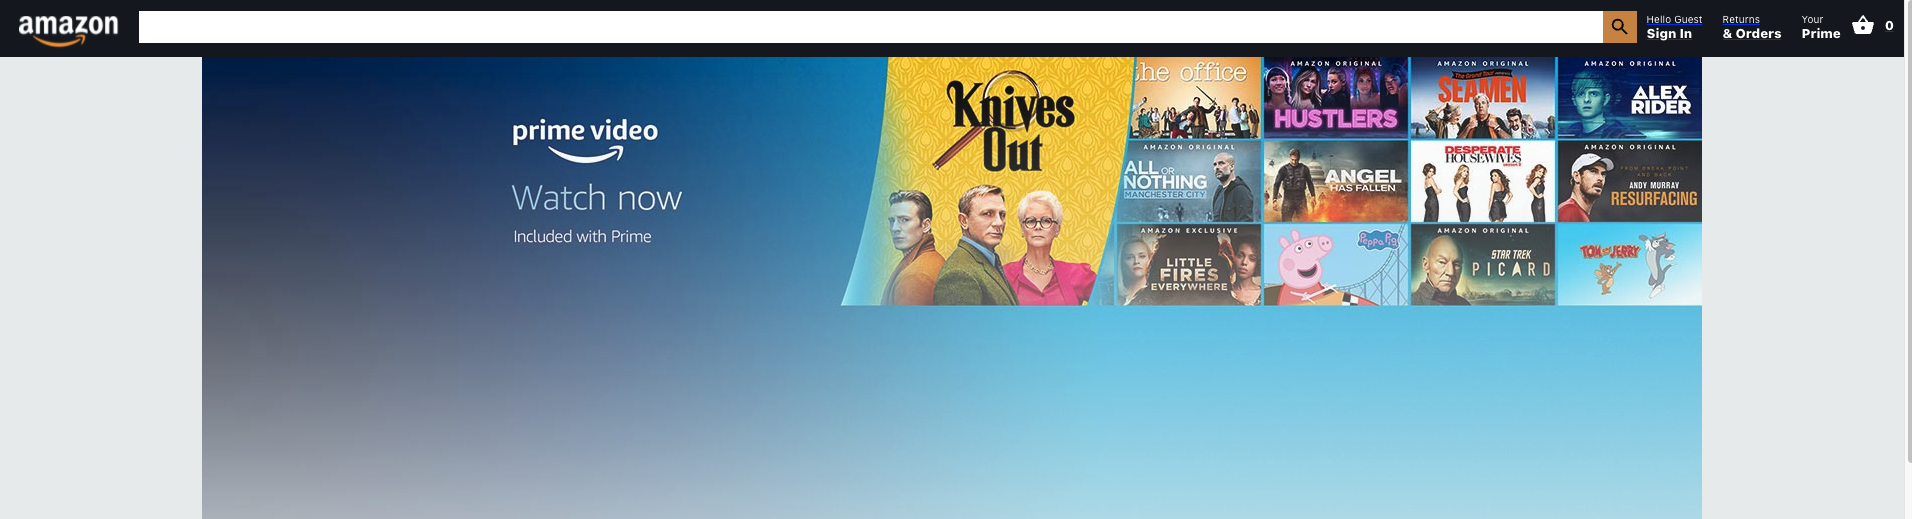 amazon
Hello Guest
Sign In
Returns
& Orders
Your
Prime
0
prime video
Watch now
Included with Prime
Knives
Out
the office
AMAZON ORIGINAL
HUSTLERS
AMAZON ORIGINAL
The Grand Tour presents
SEAMEN
AMAZON ORIGINAL
ALEX
RIDER
AMAZON ORIGINAL
ALL OR
NOTHING
MANCHESTER CITY
ANGEL
HAS FALLEN
DESPERATE
HOUSEWIVES
AMAZON ORIGINAL
FROM BREAK POINT
AND BACK
ANDY MURRAY
RESURFACING
AMAZON EXCLUSIVE
LITTLE
FIRES
EVERYWHERE
Peppa Pig
AMAZON ORIGINAL
STAR TREK
PICARD
TOM and JERRY